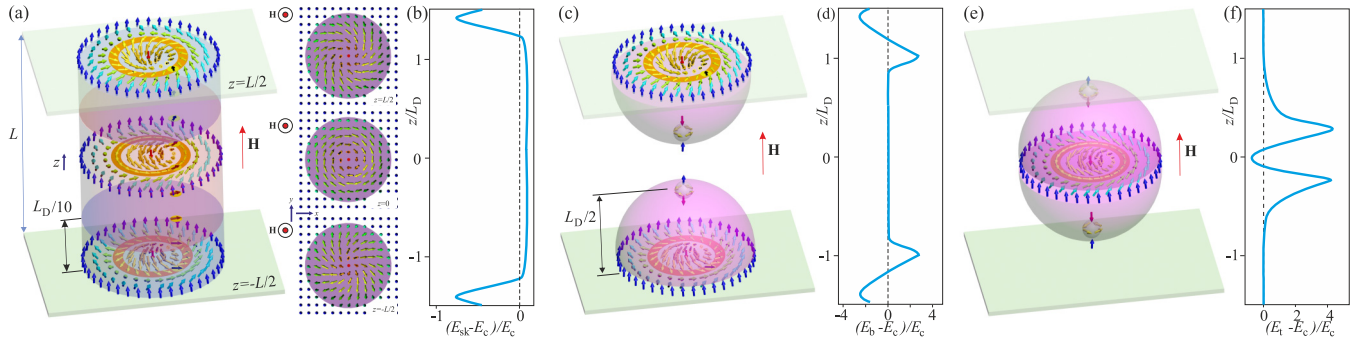 (a)
z=L/2
L
z
H
L_D/10
z=-L/2
H
z=L/2
H
z=0
y
x
H
z=-L/2
(b)
z/L_D
1
0
-1
-1
0
(E_sk-E_c)/E_c
(c)
H
L_D/2
(d)
z/L_D
1
0
-1
-4
0
4
(E_b-E_c)/E_c
(e)
H
(f)
z/L_D
1
0
-1
0
2
4
(E_t-E_c)/E_c